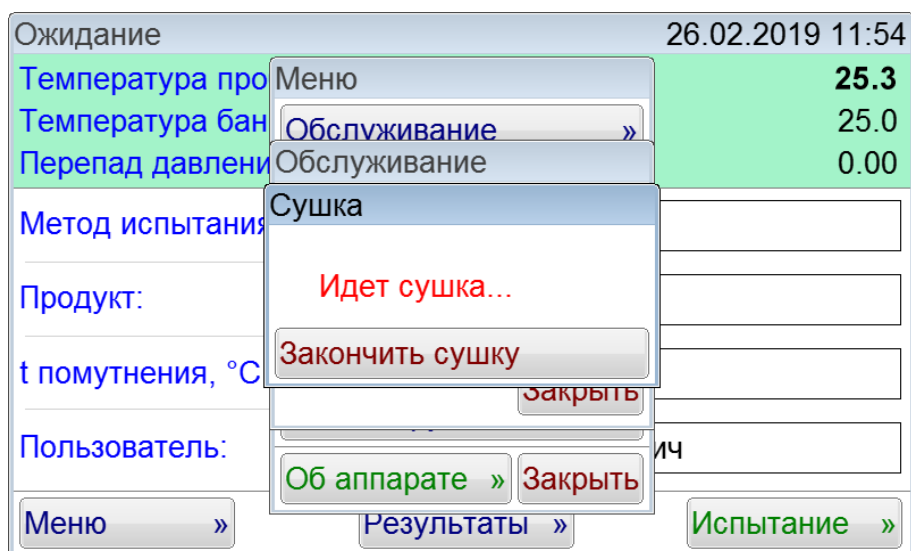 Ожидание 26.02.2019 11:54
Температура про 25.3
Меню
Температура бан 25.0
Обслуживание »
Перепад давлени 0.00
Обслуживание
Сушка
Метод испытания
Идет сушка...
Продукт:
Закончить сушку
t помутнения, °C
Закрыть
Пользователь: ич
Об аппарате » Закрыть
Меню » Результаты » Испытание »